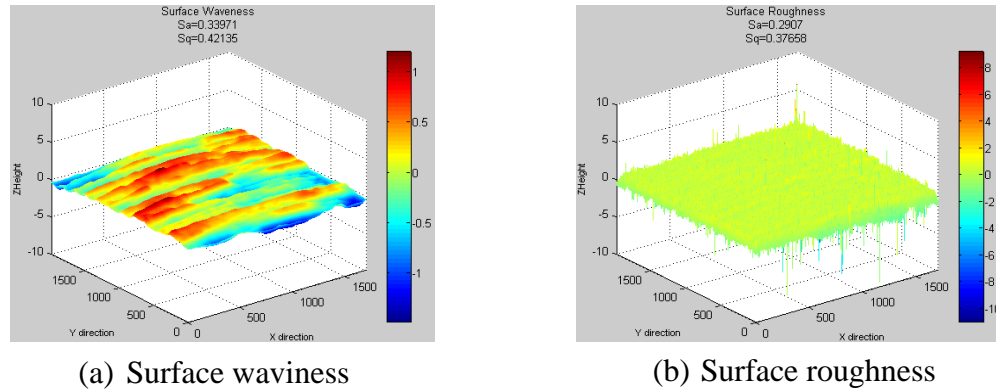 Surface Waveness
Sa=0.33971
Sq=0.42135
10
5
0
-5
-10
ZHeight
1500
1000
500
0
Y direction
0
500
1000
1500
X direction
1
0.5
0
-0.5
-1
(a) Surface waviness
Surface Roughness
Sa=0.2907
Sq=0.37658
10
5
0
-5
-10
ZHeight
1500
1000
500
0
Y direction
0
500
1000
1500
X direction
8
6
4
2
0
-2
-4
-6
-8
-10
(b) Surface roughness